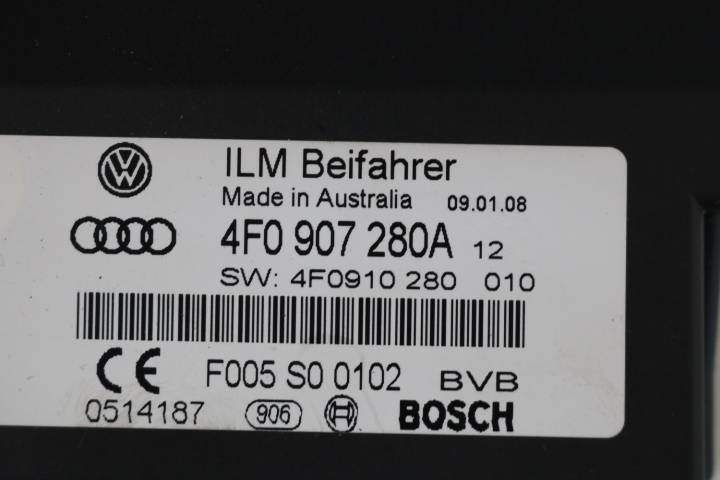 ILM Beifahrer
Made in Australia 09.01.08
4F0 907 280A 12
SW: 4F0910 280 010
CE F005 S0 0102 BVB
0514187 906 BOSCH